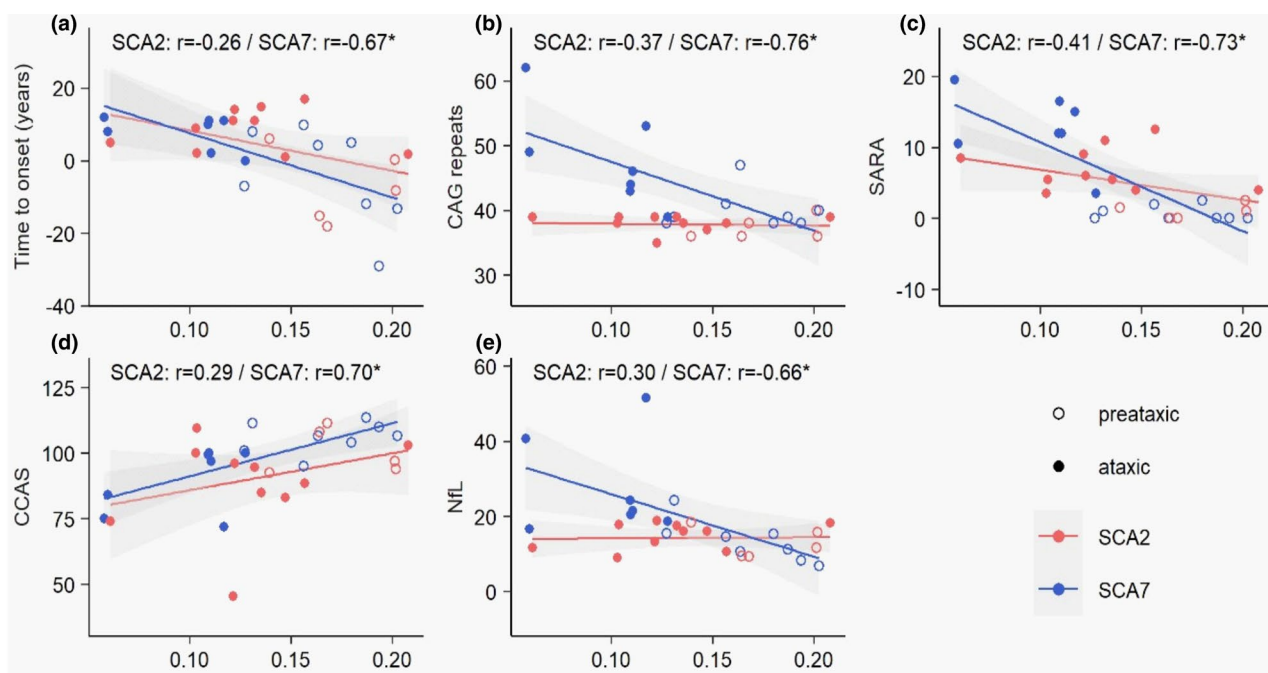 (a)
SCA2: r=-0.26 / SCA7: r=-0.67*
Time to onset (years)
20
0
-20
-40
0.10 0.15 0.20
(b)
SCA2: r=-0.37 / SCA7: r=-0.76*
CAG repeats
60
50
40
30
0.10 0.15 0.20
(c)
SCA2: r=-0.41 / SCA7: r=-0.73*
SARA
20
10
0
-10
0.10 0.15 0.20
(d)
SCA2: r=0.29 / SCA7: r=0.70*
CCAS
125
100
75
50
0.10 0.15 0.20
(e)
SCA2: r=0.30 / SCA7: r=-0.66*
NfL
60
40
20
0
0.10 0.15 0.20
preataxic
ataxic
SCA2
SCA7